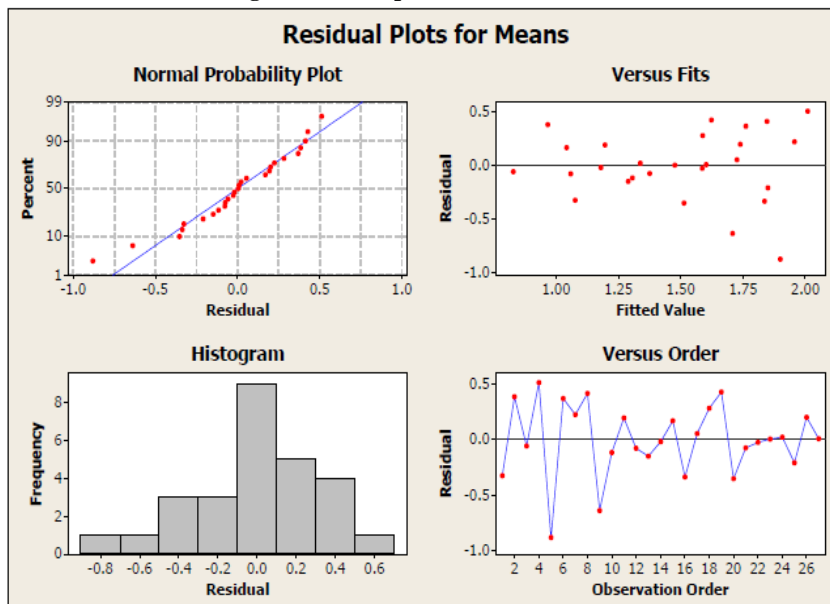 Residual Plots for Means
Normal Probability Plot
Percent
99
90
50
10
1
-1.0 -0.5 0.0 0.5 1.0
Residual
Versus Fits
Residual
0.5
0.0
-0.5
-1.0
1.00 1.25 1.50 1.75 2.00
Fitted Value
Histogram
Frequency
8
6
4
2
0
-0.8 -0.6 -0.4 -0.2 0.0 0.2 0.4 0.6
Residual
Versus Order
Residual
0.5
0.0
-0.5
-1.0
2 4 6 8 10 12 14 16 18 20 22 24 26
Observation Order